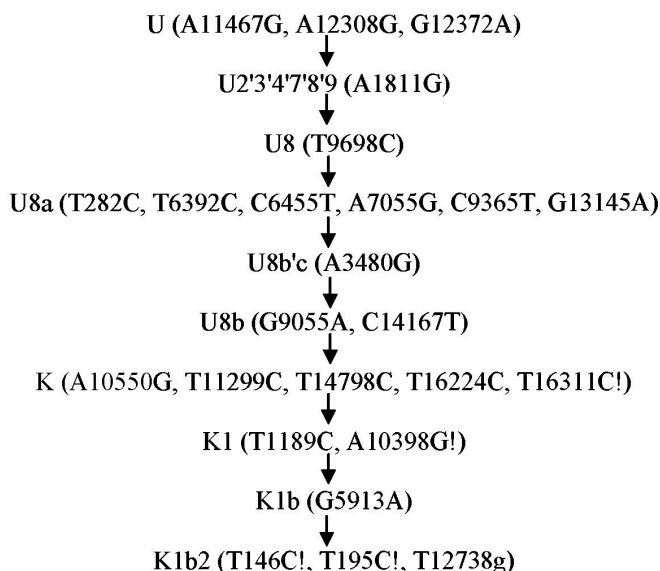 U (A11467G, A12308G, G12372A)
U2'3'4'7'8'9 (A1811G)
U8 (T9698C)
U8a (T282C, T6392C, C6455T, A7055G, C9365T, G13145A)
U8b'c (A3480G)
U8b (G9055A, C14167T)
K (A10550G, T11299C, T14798C, T16224C, T16311C!)
K1 (T1189C, A10398G!)
K1b (G5913A)
K1b2 (T146C!, T195C!, T12738g)